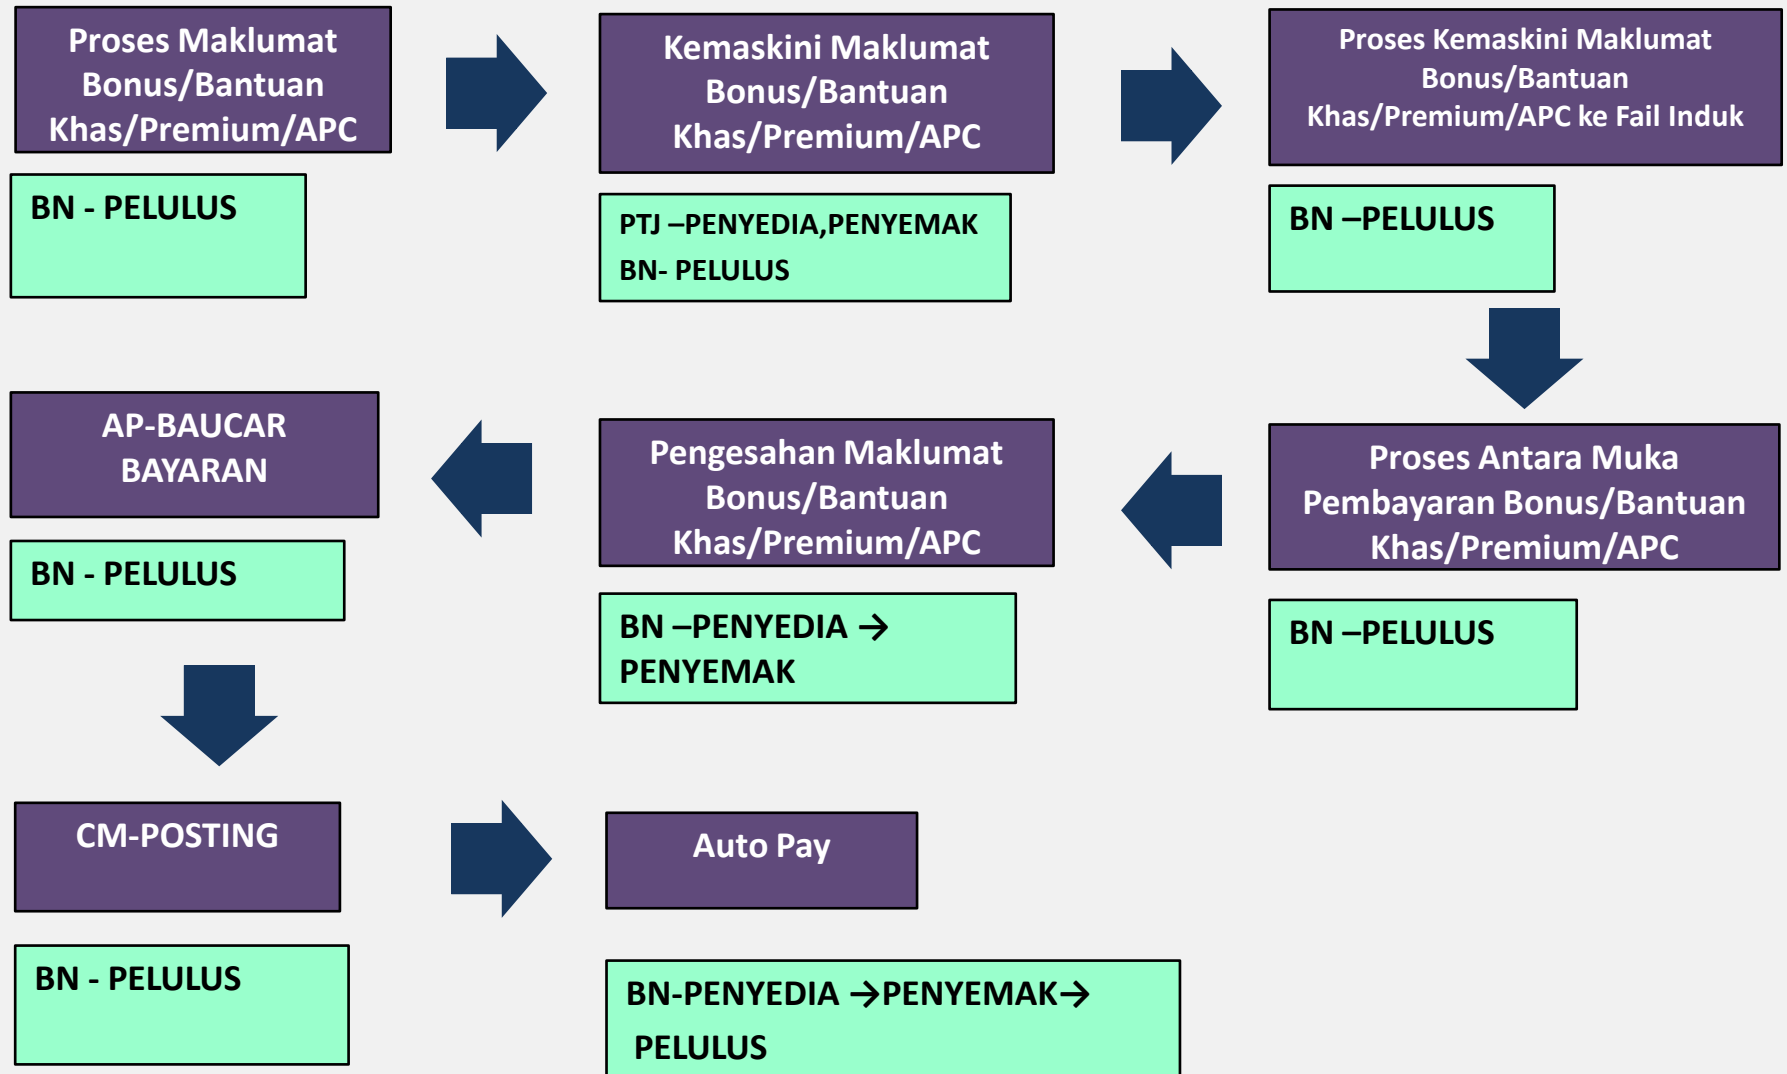 Proses Maklumat
Bonus/Bantuan
Khas/Premium/APC
BN - PELULUS
Kemaskini Maklumat
Bonus/Bantuan
Khas/Premium/APC
PTJ –PENYEDIA,PENYEMAK
BN- PELULUS
Proses Kemaskini Maklumat
Bonus/Bantuan
Khas/Premium/APC ke Fail Induk
BN –PELULUS
Proses Antara Muka
Pembayaran Bonus/Bantuan
Khas/Premium/APC
BN –PELULUS
Pengesahan Maklumat
Bonus/Bantuan
Khas/Premium/APC
BN –PENYEDIA →
PENYEMAK
AP-BAUCAR
BAYARAN
BN - PELULUS
CM-POSTING
BN - PELULUS
Auto Pay
BN-PENYEDIA →PENYEMAK→
PELULUS